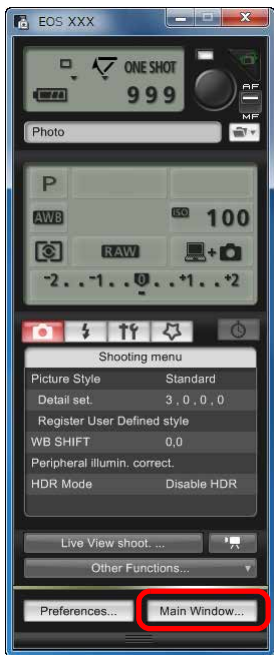 EOS XXX
ONE SHOT
999
AF
MF
Photo
P
AWB ISO 100
RAW +
-2..-1..0..+1..+2
Shooting menu
Picture Style Standard
Detail set. 3 , 0 , 0 , 0
Register User Defined style
WB SHIFT 0,0
Peripheral illumin. correct.
HDR Mode Disable HDR
Live View shoot. ...
Other Functions...
Preferences... Main Window...